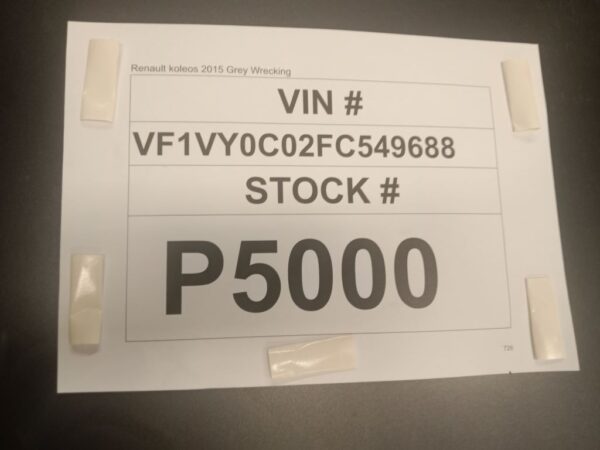 Renault koleos 2015 Grey Wrecking
VIN #
VF1VY0C02FC549688
STOCK #
P5000
726